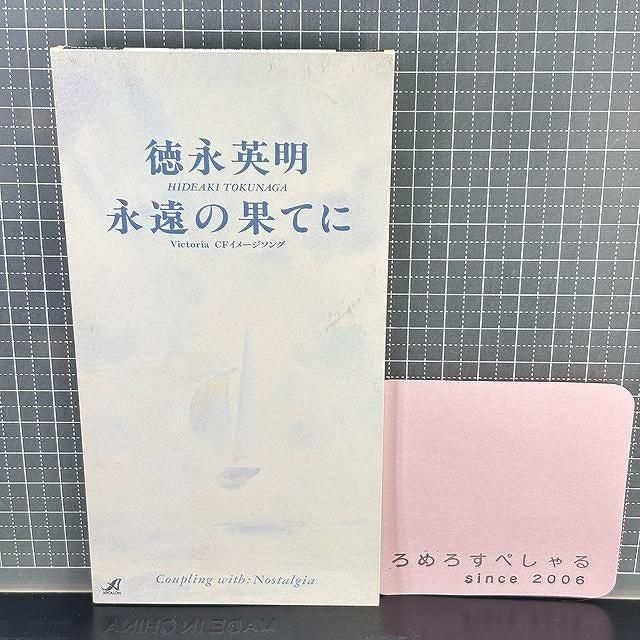 徳永英明
HIDEAKI TOKUNAGA
永遠の果てに
Victoria CFイメージソング
Coupling with: Nostalgia
APOLLON
ろめろすぺしゃる
since 2006
MADE IN CHINA